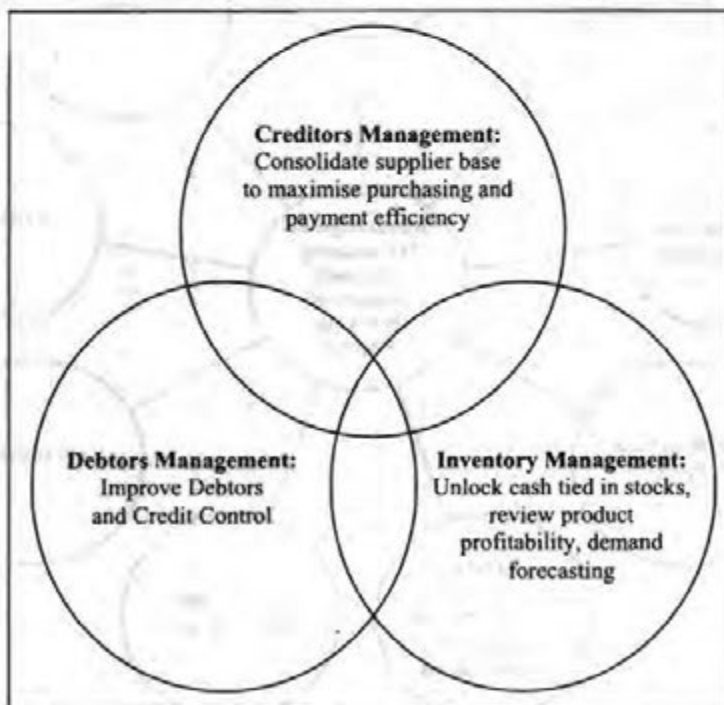 Creditors Management:
Consolidate supplier base
to maximise purchasing and
payment efficiency
Debtors Management:
Improve Debtors
and Credit Control
Inventory Management:
Unlock cash tied in stocks,
review product
profitability, demand
forecasting